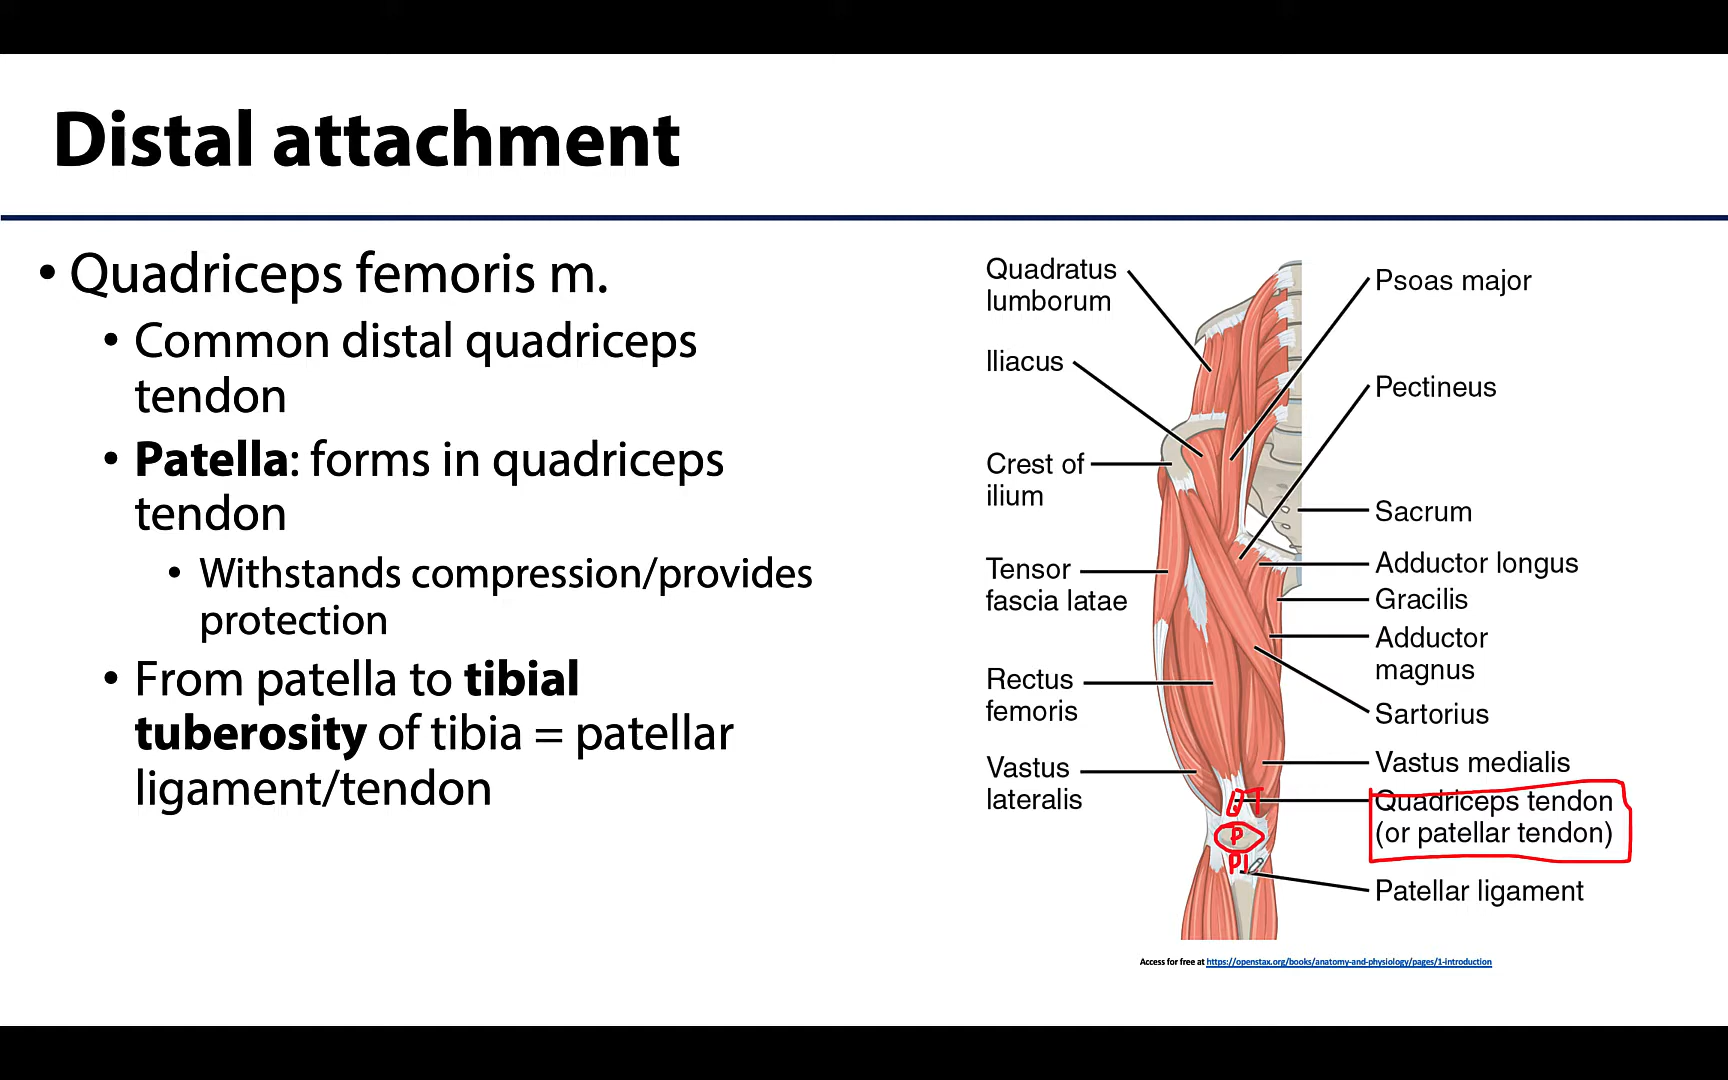 Distal attachment
• Quadriceps femoris m.
• Common distal quadriceps
tendon
• Patella: forms in quadriceps
tendon
• Withstands compression/provides
protection
• From patella to tibial
tuberosity of tibia = patellar
ligament/tendon
Quadratus
lumborum
Iliacus
Crest of
ilium
Tensor
fascia latae
Rectus
femoris
Vastus
lateralis
Psoas major
Pectineus
Sacrum
Adductor longus
Gracilis
Adductor
magnus
Sartorius
Vastus medialis
Quadriceps tendon
(or patellar tendon)
Patellar ligament
P
Access for free at https://openstax.org/books/anatomy-and-physiology/pages/1-introduction